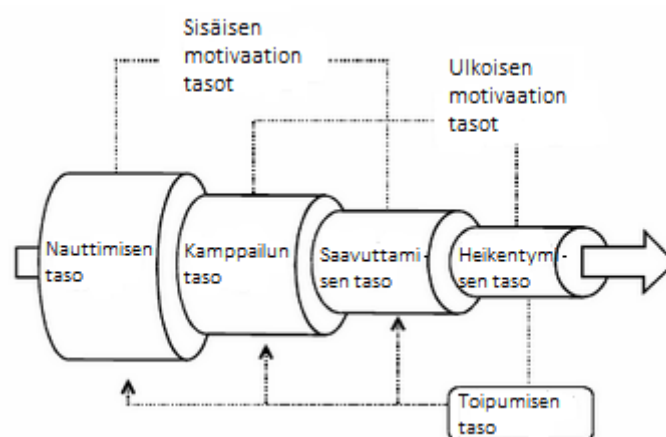 Sisäisen
motivaation
tasot
Ulkoisen
motivaation
tasot
Nauttimisen
taso
Kamppailun
taso
Saavuttami-
sen taso
Heikentymi-
sen taso
Toipumisen
taso